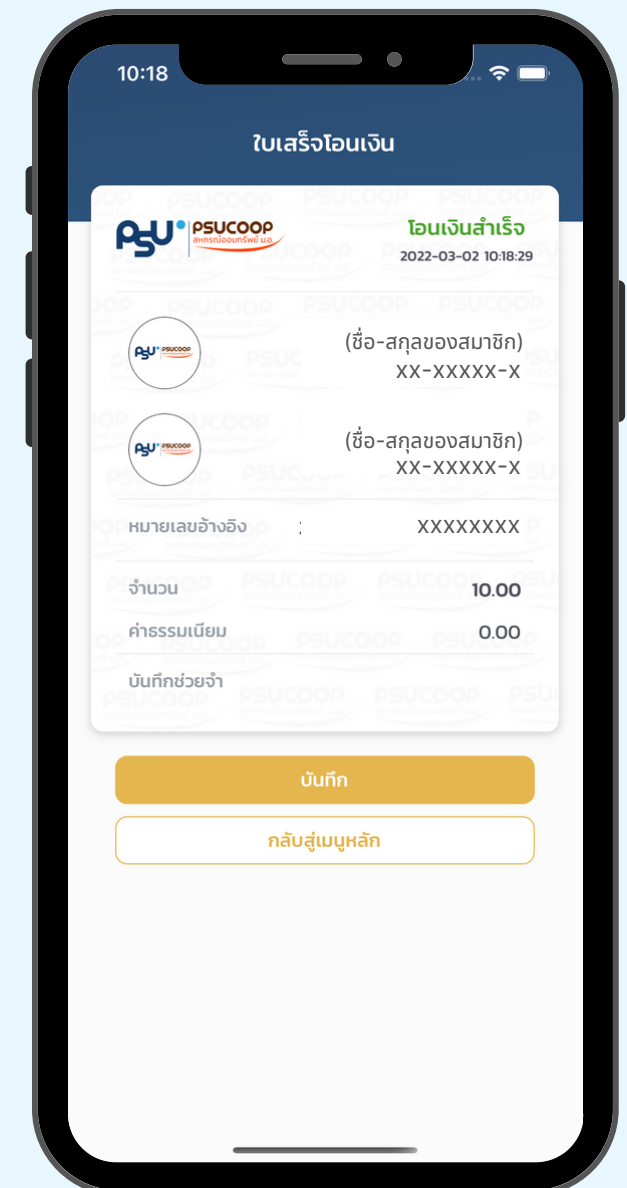 10:18
ใบเสร็จโอนเงิน
PSU PSUCOOP
สหกรณ์ออมทรัพย์ ม.อ.
โอนเงินสำเร็จ
2022-03-02 10:18:29
(ชื่อ-สกุลของสมาชิก)
XX-XXXXX-X
PSU PSUCOOP
(ชื่อ-สกุลของสมาชิก)
XX-XXXXX-X
PSU PSUCOOP
หมายเลขอ้างอิง : XXXXXXXX
จำนวน 10.00
ค่าธรรมเนียม 0.00
บันทึกช่วยจำ
บันทึก
กลับสู่เมนูหลัก